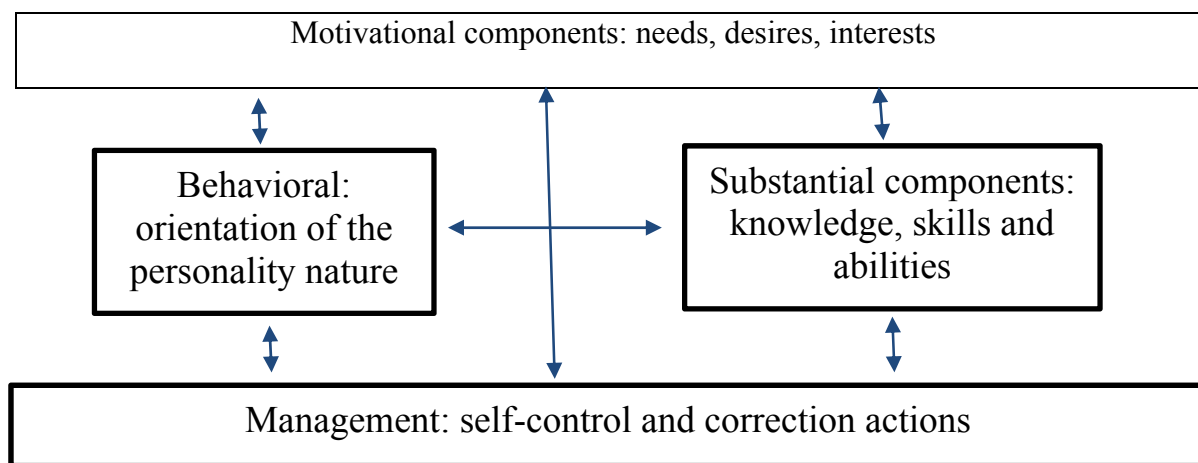 Motivational components: needs, desires, interests
Behavioral:
orientation of the
personality nature
Substantial components:
knowledge, skills and
abilities
Management: self-control and correction actions